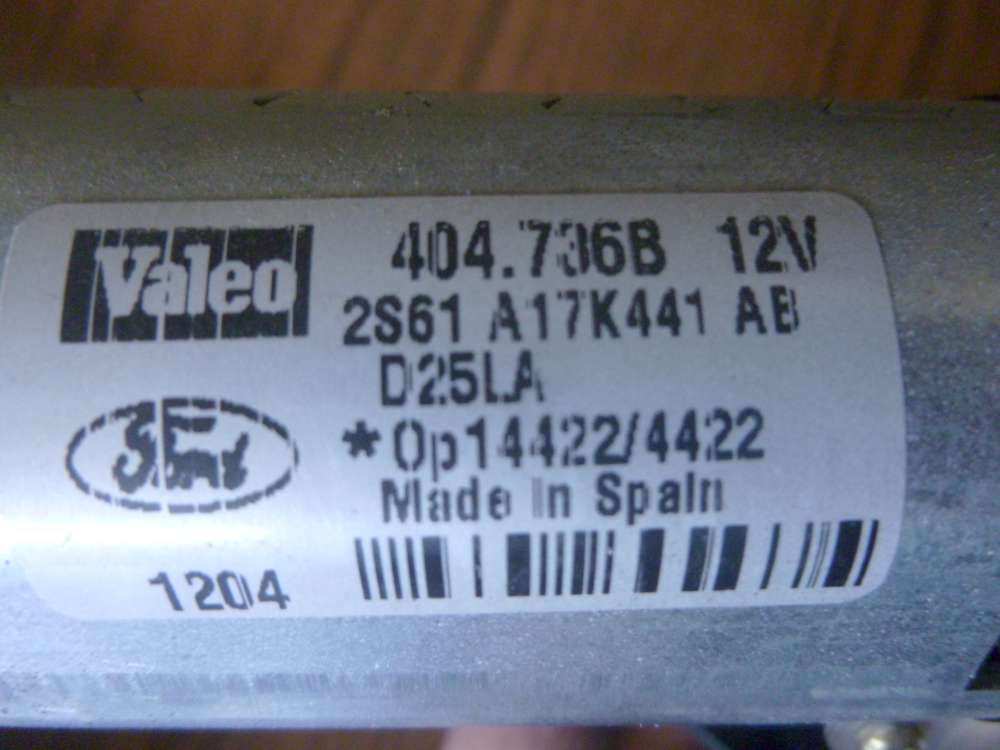 Valeo
404.736B 12V
2S61 A17K441 AB
D25LA
*Op14422/4422
Made In Spain
1204